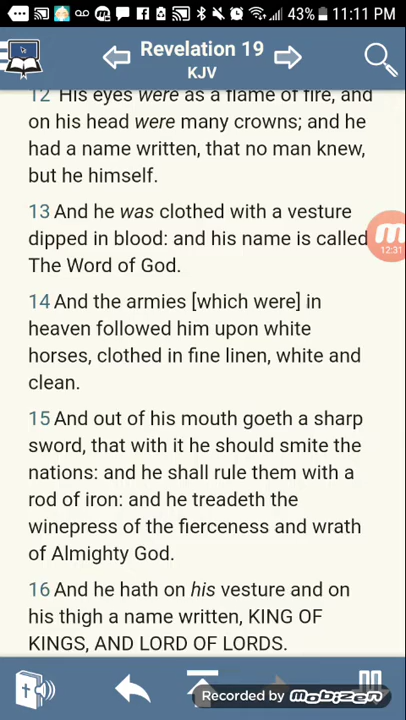 43% 11:11 PM
Revelation 19
KJV
12 His eyes were as a flame of fire, and
on his head were many crowns; and he
had a name written, that no man knew,
but he himself.
13 And he was clothed with a vesture
dipped in blood: and his name is called
The Word of God.
12:31
14 And the armies [which were] in
heaven followed him upon white
horses, clothed in fine linen, white and
clean.
15 And out of his mouth goeth a sharp
sword, that with it he should smite the
nations: and he shall rule them with a
rod of iron: and he treadeth the
winepress of the fierceness and wrath
of Almighty God.
16 And he hath on his vesture and on
his thigh a name written, KING OF
KINGS, AND LORD OF LORDS.
Recorded by mobizen